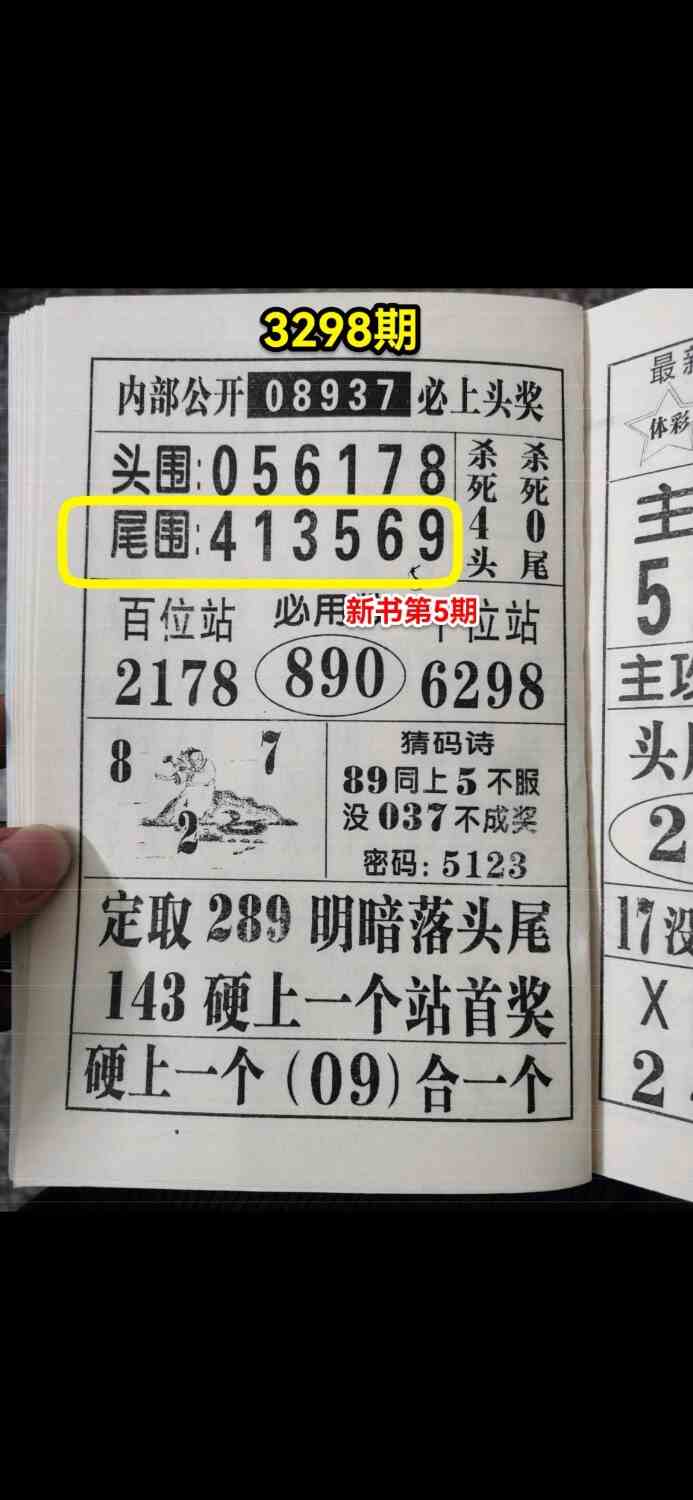 3298期
内部公开 08937 必上头奖
头围:056178
尾围:413569
杀死4头
杀死0尾
新书第5期
百位站
必用
位站
2178
890
6298
8
7
2
猜码诗
89同上5不服
没037不成奖
密码:5123
定取 289 明暗落头尾
143 硬上一个站首奖
硬上一个 (09) 合一个
最新
体彩
主
5
主攻
头尾
2
17没
X
2